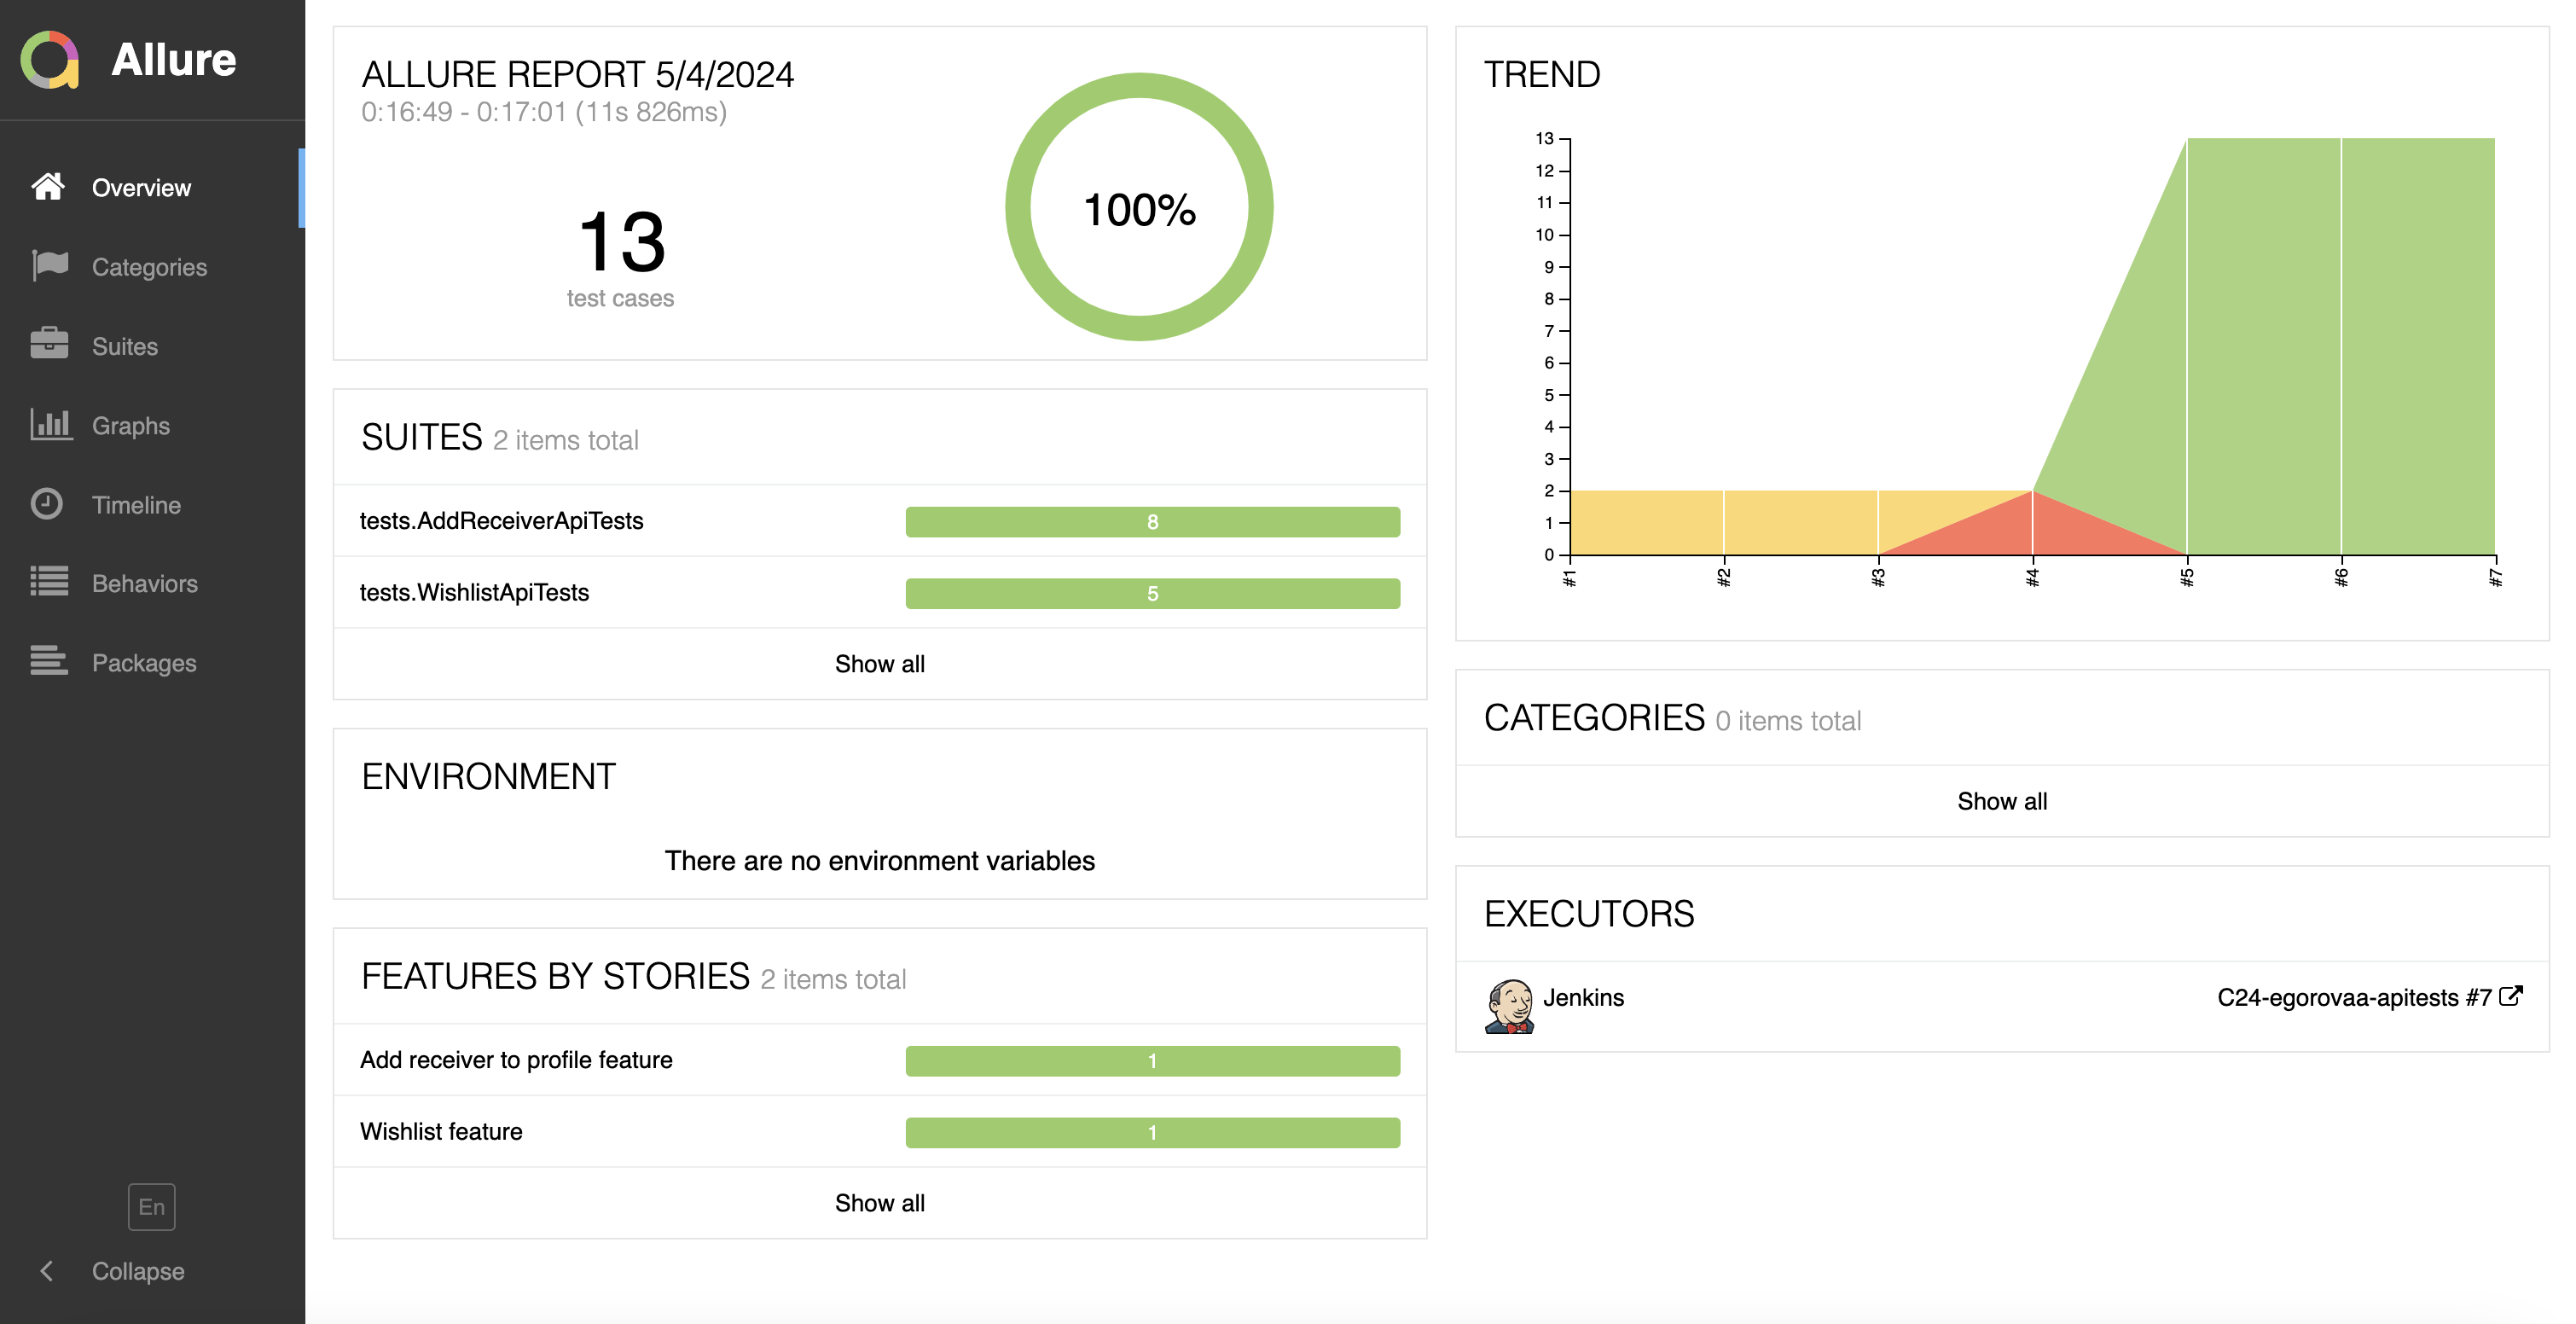 Allure
Overview
Categories
Suites
Graphs
Timeline
Behaviors
Packages
En
Collapse
ALLURE REPORT 5/4/2024
0:16:49 - 0:17:01 (11s 826ms)
13
test cases
100%
SUITES 2 items total
tests.AddReceiverApiTests 8
tests.WishlistApiTests 5
Show all
ENVIRONMENT
There are no environment variables
FEATURES BY STORIES 2 items total
Add receiver to profile feature 1
Wishlist feature 1
Show all
TREND
13
12
11
10
9
8
7
6
5
4
3
2
1
0
#1 #2 #3 #4 #5 #6 #7
CATEGORIES 0 items total
Show all
EXECUTORS
Jenkins C24-egorovaa-apitests #7